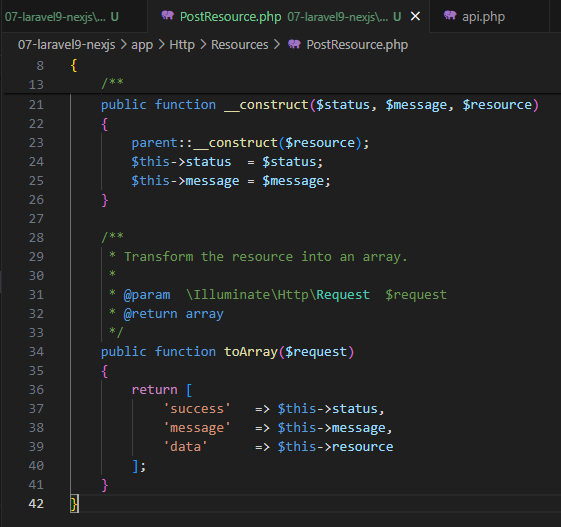 07-laravel9-nexjs\... U
PostResource.php 07-laravel9-nexjs\... U
api.php
07-laravel9-nexjs > app > Http > Resources > PostResource.php
8 {
13 /**
21 public function __construct($status, $message, $resource)
22 {
23 parent::__construct($resource);
24 $this->status  = $status;
25 $this->message = $message;
26 }
27
28 /**
29 * Transform the resource into an array.
30 *
31 * @param  \Illuminate\Http\Request  $request
32 * @return array
33 */
34 public function toArray($request)
35 {
36 return [
37 'success'   => $this->status,
38 'message'   => $this->message,
39 'data'      => $this->resource
40 ];
41 }
42 }